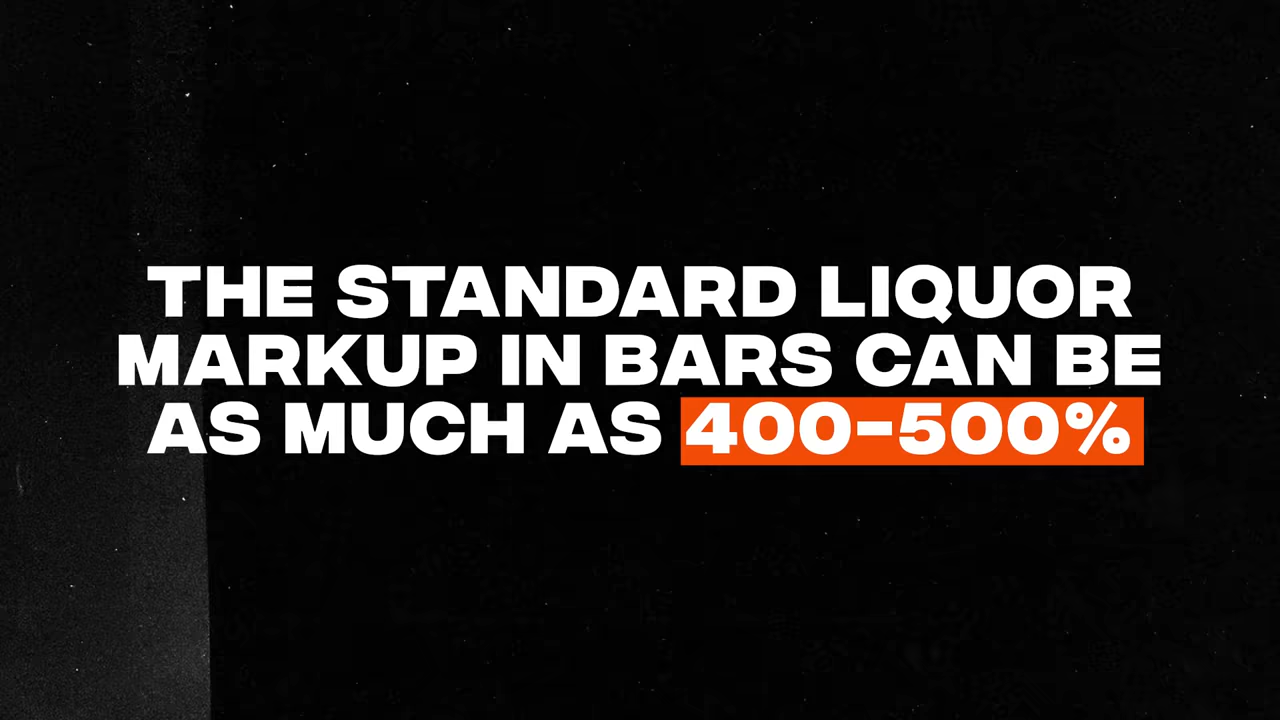 THE STANDARD LIQUOR
MARKUP IN BARS CAN BE
AS MUCH AS 400-500%